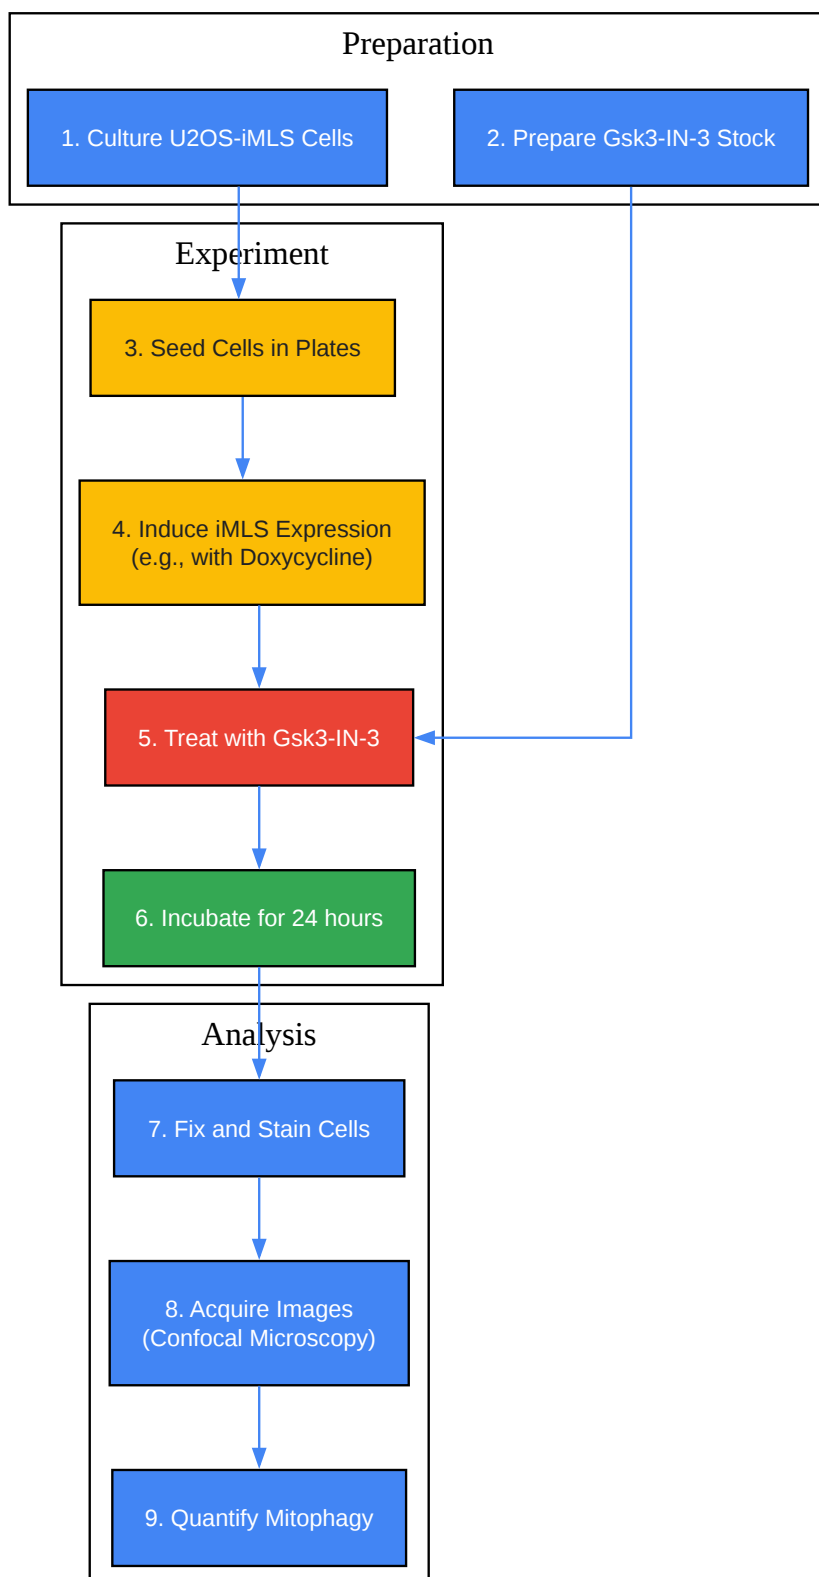 Preparation
1. Culture U2OS-iMLS Cells
2. Prepare Gsk3-IN-3 Stock
Experiment
3. Seed Cells in Plates
4. Induce iMLS Expression
(e.g., with Doxycycline)
5. Treat with Gsk3-IN-3
6. Incubate for 24 hours
Analysis
7. Fix and Stain Cells
8. Acquire Images
(Confocal Microscopy)
9. Quantify Mitophagy